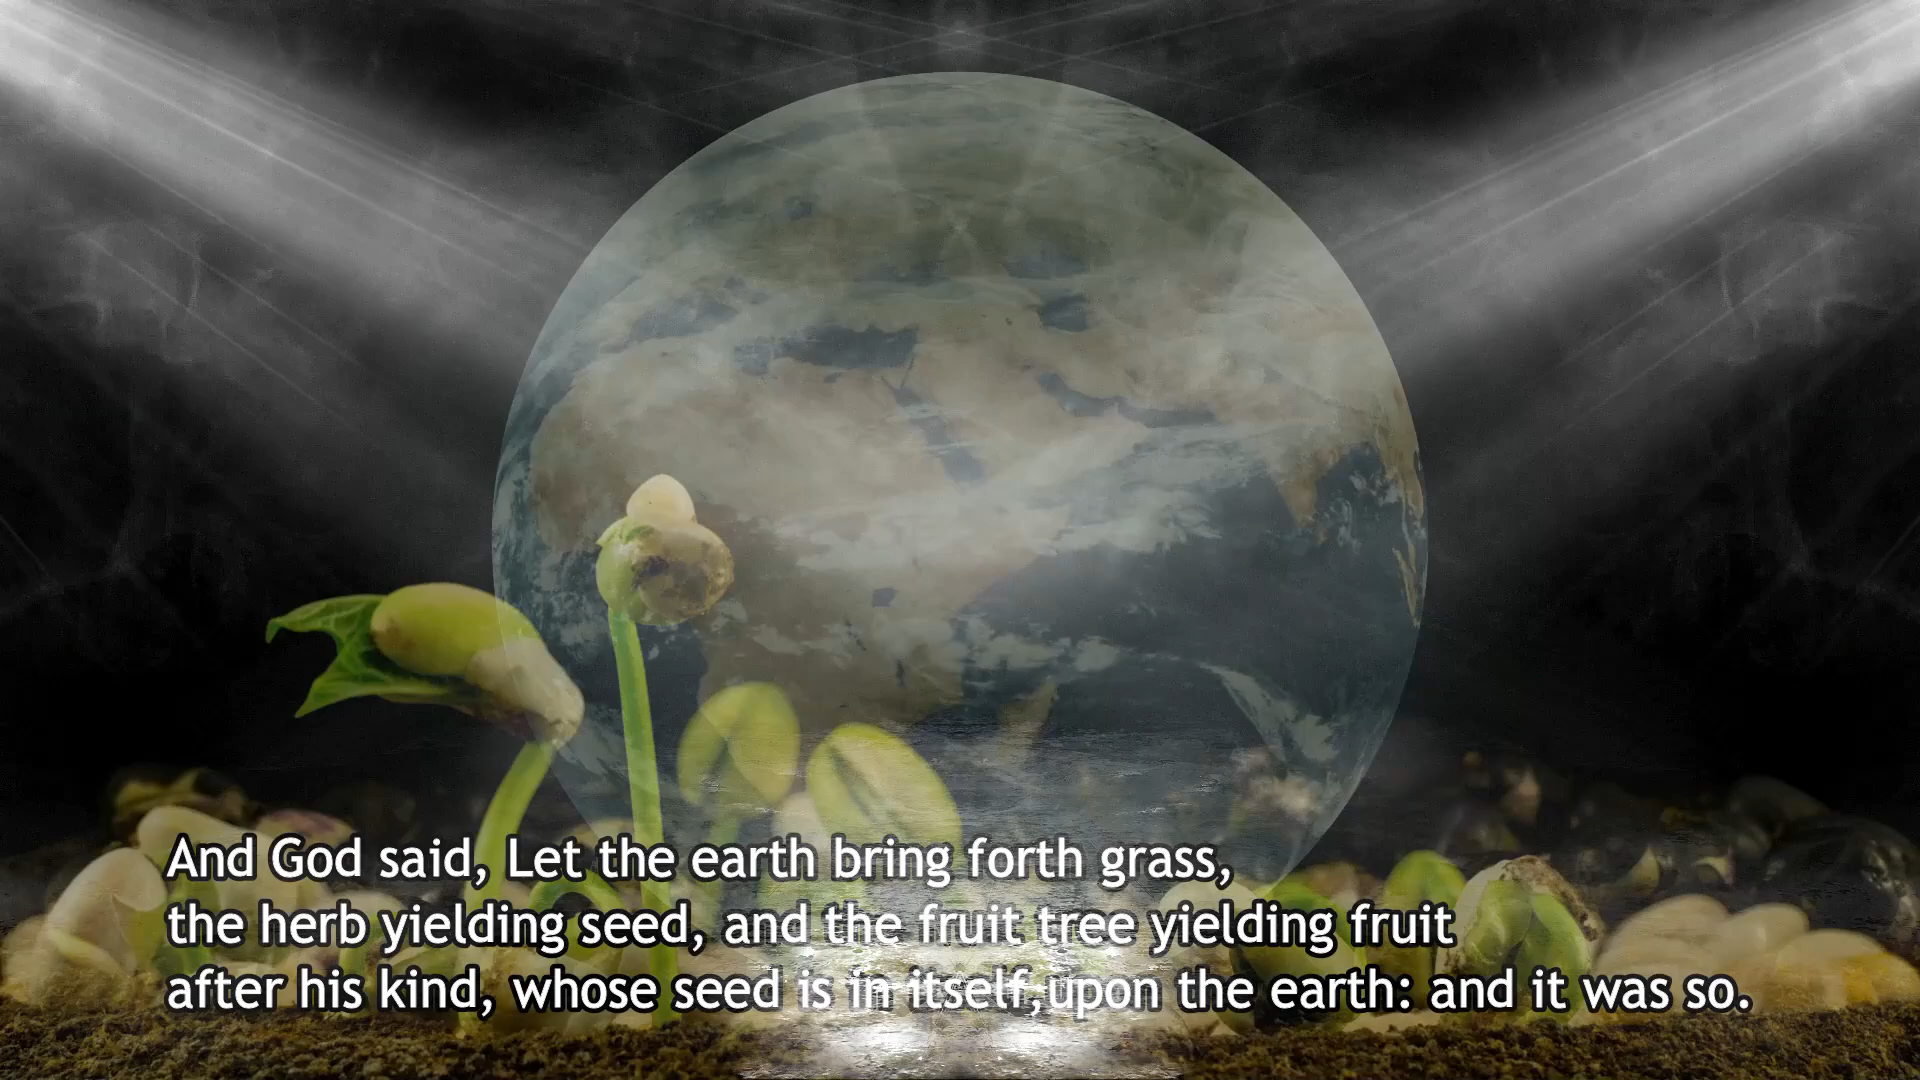 And God said, Let the earth bring forth grass,
the herb yielding seed, and the fruit tree yielding fruit
after his kind, whose seed is in itself,upon the earth: and it was so.